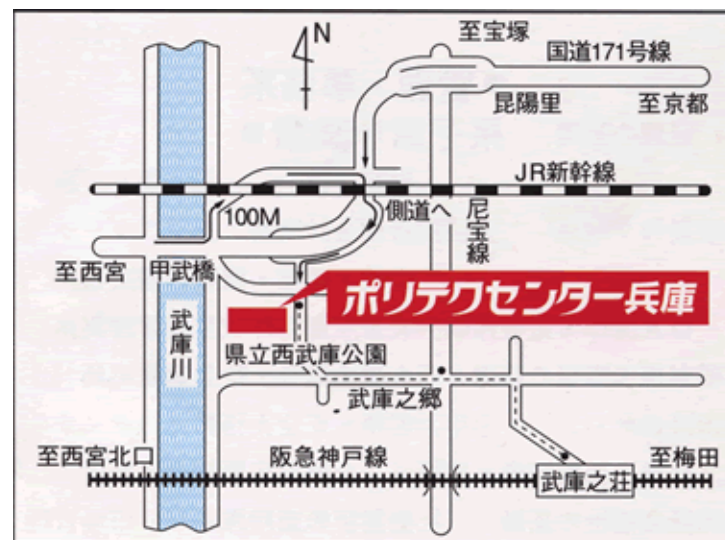 至宝塚
N
国道171号線
昆陽里
至京都
JR新幹線
100M
側道へ
尼宝線
至西宮
甲武橋
ポリテクセンター兵庫
武庫川
県立西武庫公園
武庫之郷
至西宮北口
阪急神戸線
至梅田
武庫之荘